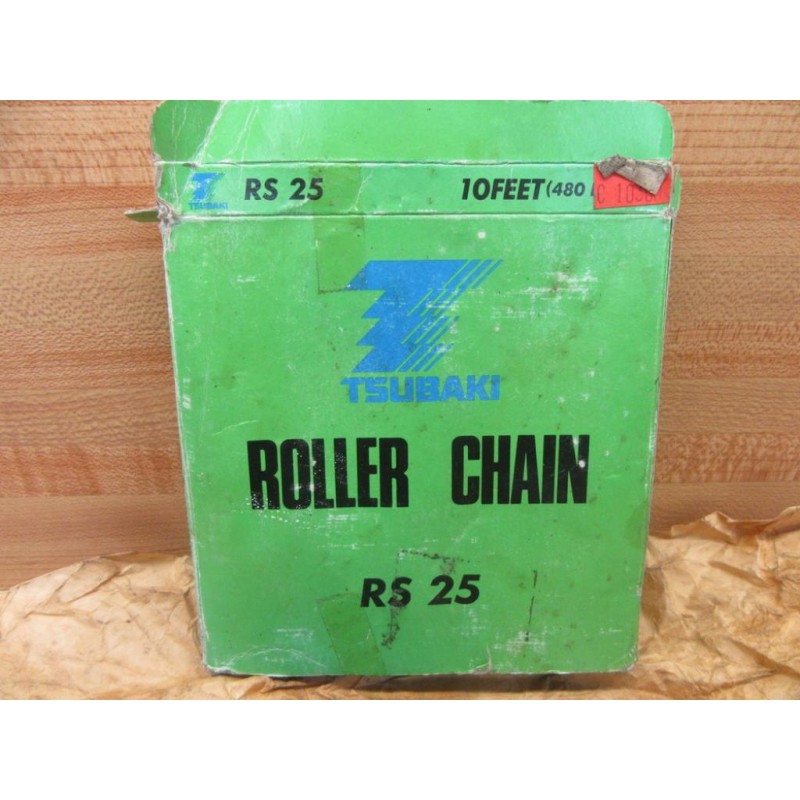 TSUBAKI
RS 25
10FEET (480
TSUBAKI
ROLLER CHAIN
RS 25